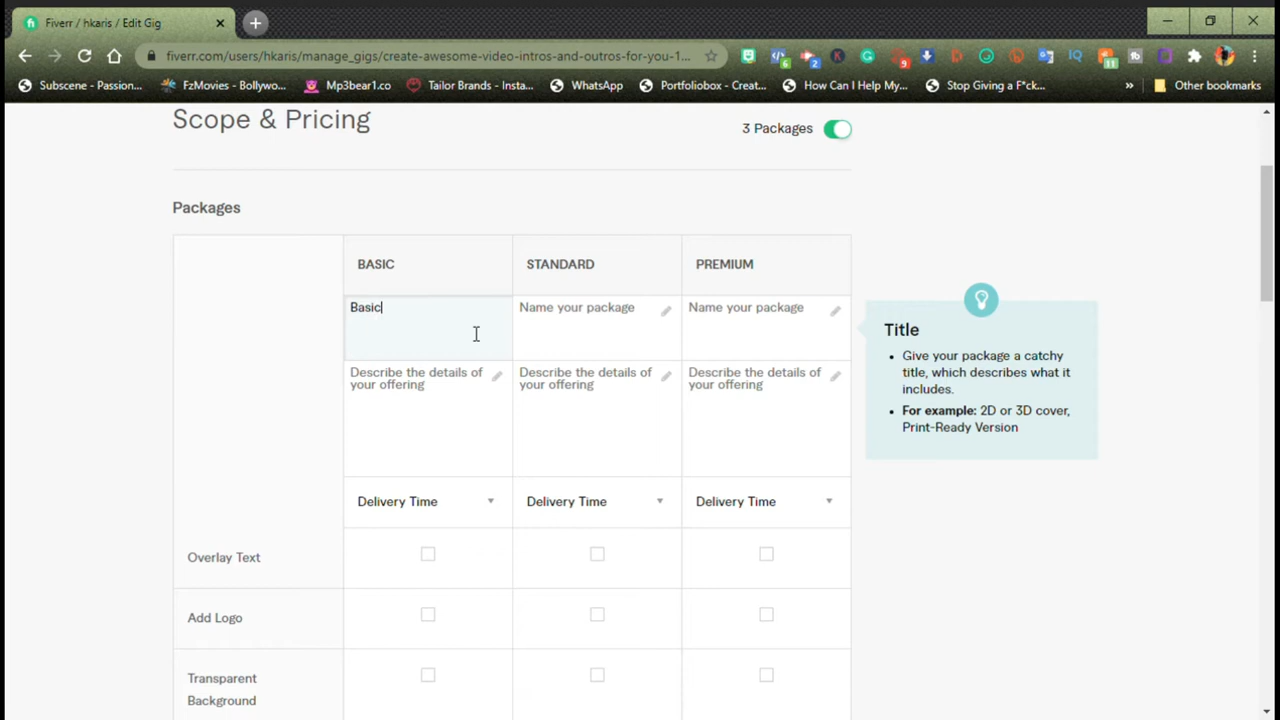 Fiverr / hkaris / Edit Gig
fiverr.com/users/hkaris/manage_gigs/create-awesome-video-intros-and-outros-for-you-1...
6
2
9
11
Subscene - Passion...
FzMovies - Bollywo...
Mp3bear1.co
Tailor Brands - Insta...
WhatsApp
Portfoliobox - Creat...
How Can I Help My...
Stop Giving a F*ck...
»
Other bookmarks
Scope & Pricing
3 Packages
Packages
BASIC
STANDARD
PREMIUM
Basic
Name your package
Name your package
Describe the details of
your offering
Describe the details of
your offering
Describe the details of
your offering
Delivery Time
Delivery Time
Delivery Time
Overlay Text
Add Logo
Transparent
Background
Title
• Give your package a catchy
title, which describes what it
includes.
• For example: 2D or 3D cover,
Print-Ready Version